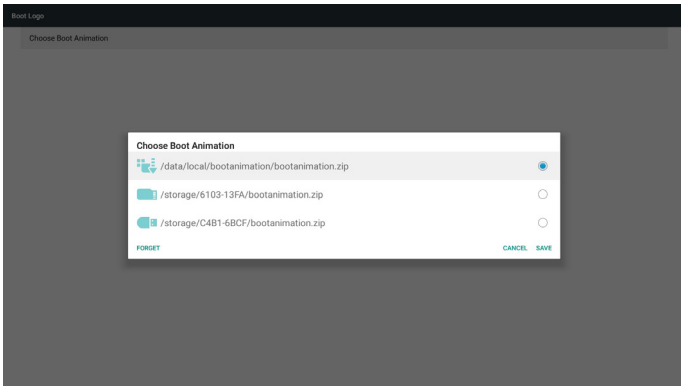 Boot Logo
Choose Boot Animation
Choose Boot Animation
/data/local/bootanimation/bootanimation.zip
/storage/6103-13FA/bootanimation.zip
/storage/C4B1-6BCF/bootanimation.zip
FORGET CANCEL SAVE